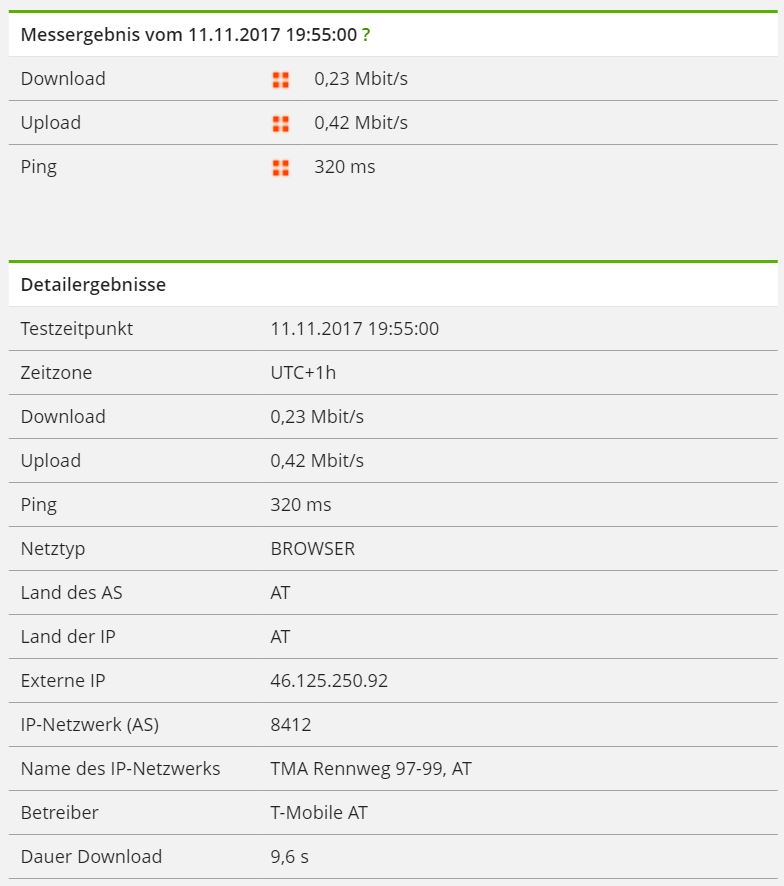 Messergebnis vom 11.11.2017 19:55:00 ?
Download 0,23 Mbit/s
Upload 0,42 Mbit/s
Ping 320 ms
Detailergebnisse
Testzeitpunkt 11.11.2017 19:55:00
Zeitzone UTC+1h
Download 0,23 Mbit/s
Upload 0,42 Mbit/s
Ping 320 ms
Netztyp BROWSER
Land des AS AT
Land der IP AT
Externe IP 46.125.250.92
IP-Netzwerk (AS) 8412
Name des IP-Netzwerks TMA Rennweg 97-99, AT
Betreiber T-Mobile AT
Dauer Download 9,6 s